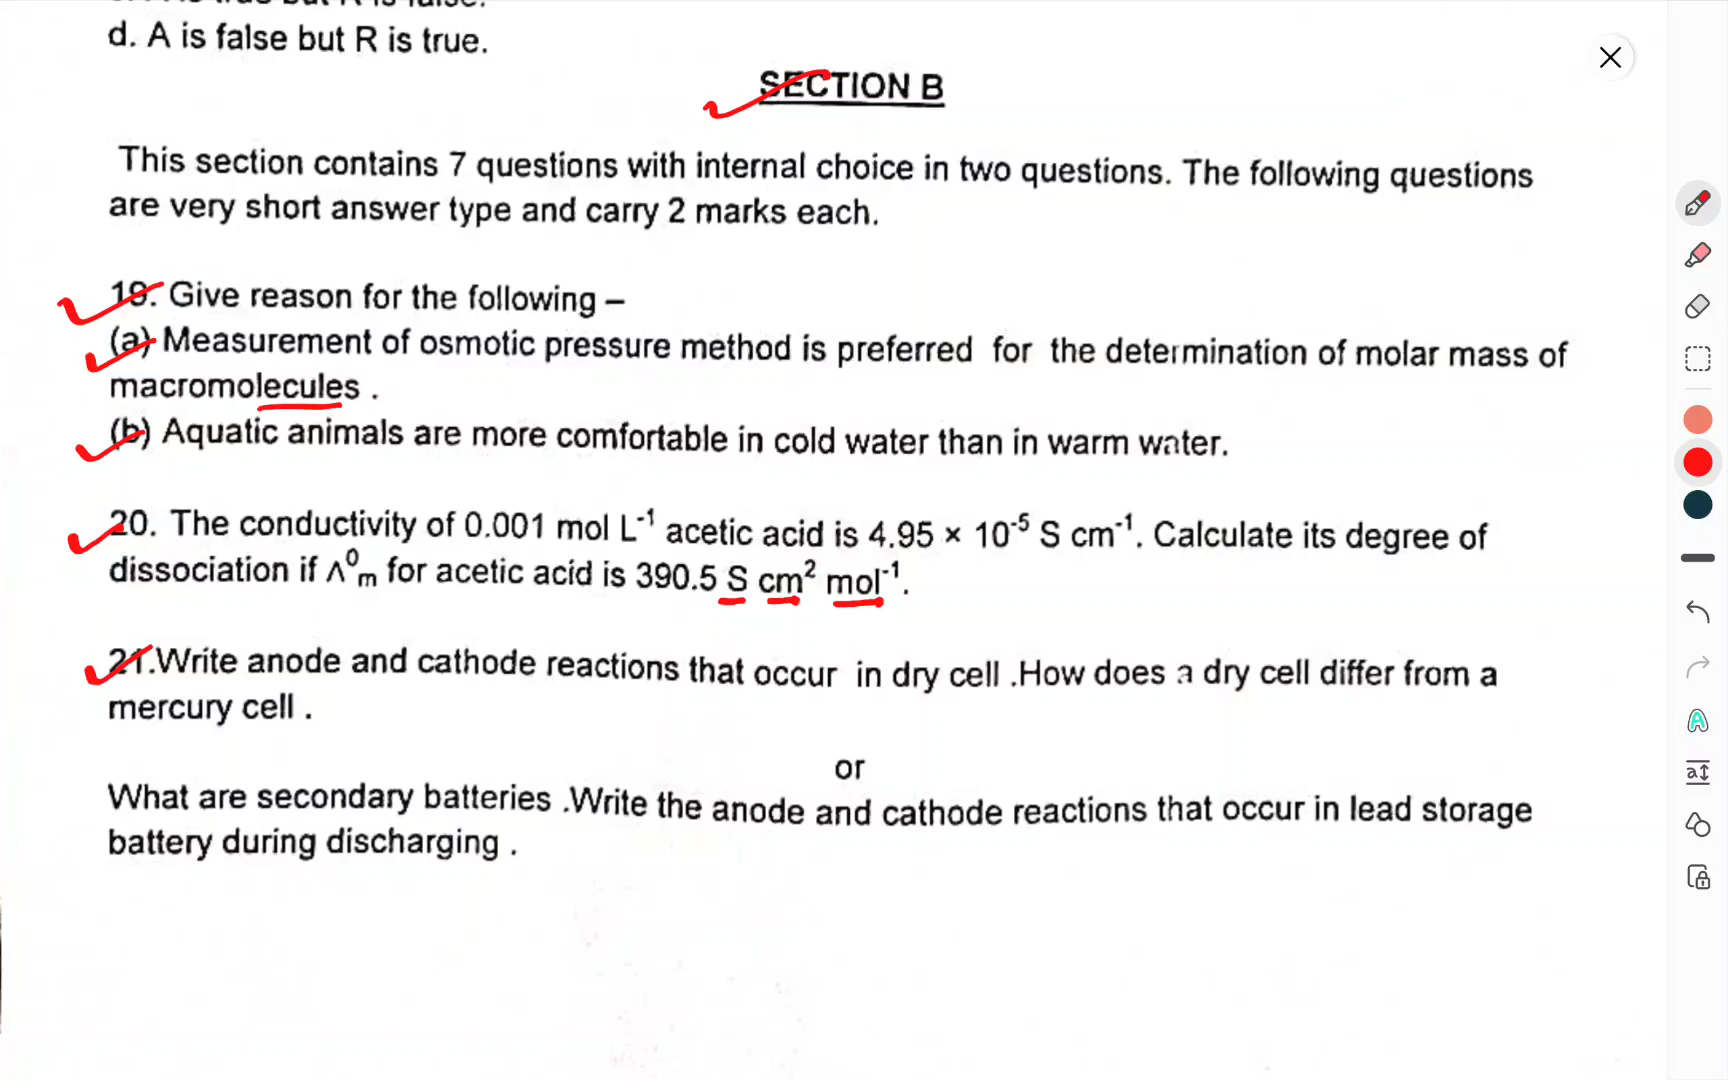 d. A is false but R is true.
SECTION B
This section contains 7 questions with internal choice in two questions. The following questions
are very short answer type and carry 2 marks each.
19. Give reason for the following –
(a) Measurement of osmotic pressure method is preferred for the determination of molar mass of
macromolecules .
(b) Aquatic animals are more comfortable in cold water than in warm water.
20. The conductivity of 0.001 mol L⁻¹ acetic acid is 4.95 × 10⁻⁵ S cm⁻¹. Calculate its degree of
dissociation if ∧⁰m for acetic acid is 390.5 S cm² mol⁻¹.
21.Write anode and cathode reactions that occur in dry cell .How does a dry cell differ from a
mercury cell .
or
What are secondary batteries .Write the anode and cathode reactions that occur in lead storage
battery during discharging .